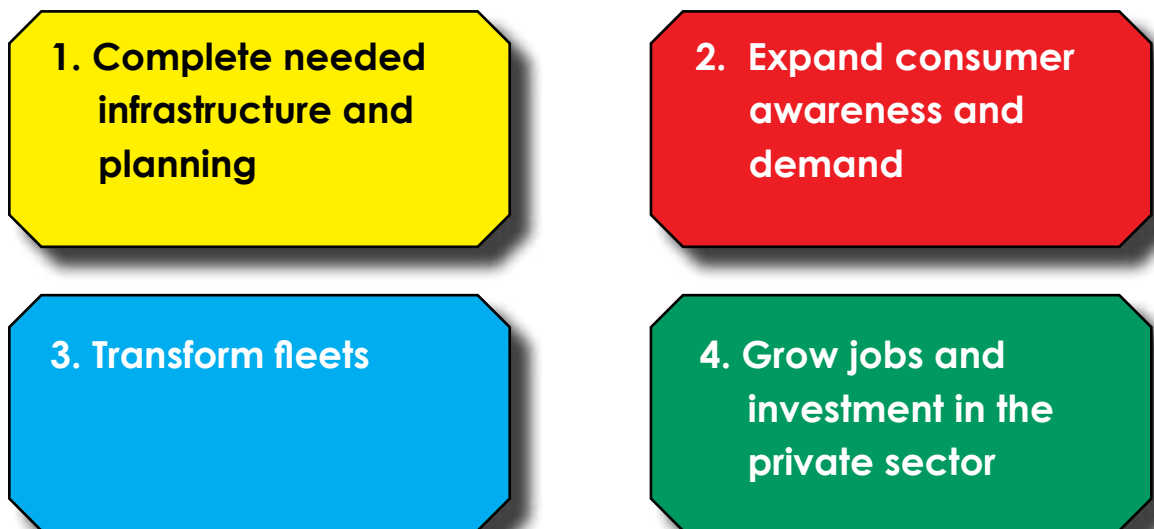 1. Complete needed
infrastructure and
planning
2. Expand consumer
awareness and
demand
3. Transform fleets
4. Grow jobs and
investment in the
private sector